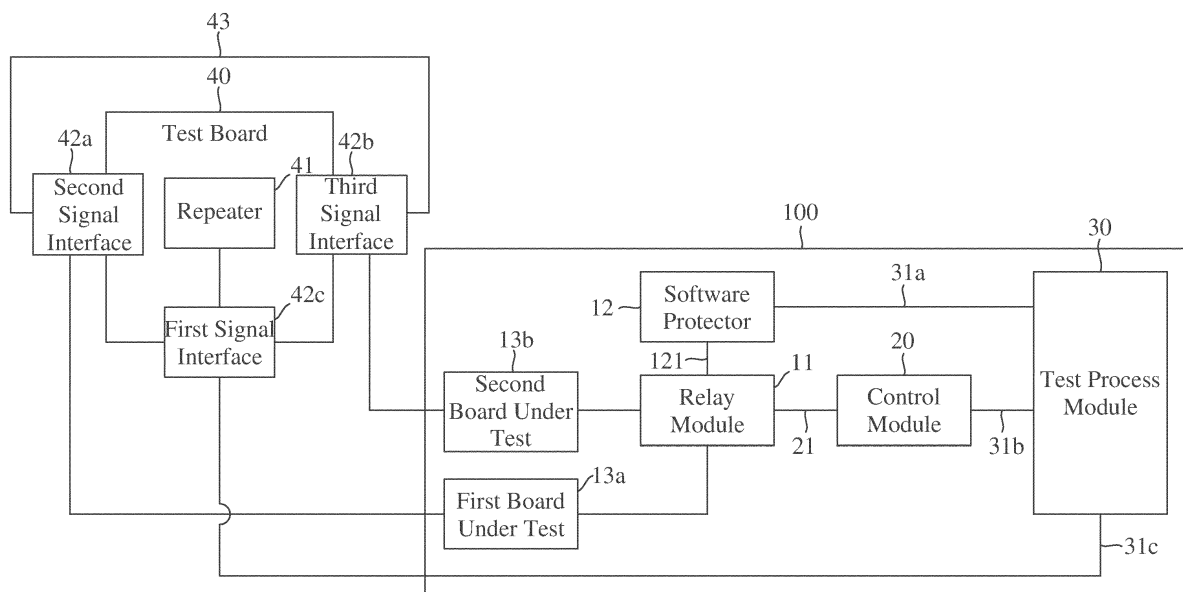 43
40
Test Board
42a
42b
41
Second
Signal
Interface
Repeater
Third
Signal
Interface
100
30
42c
31a
12
Software
Protector
First Signal
Interface
13b
121
11
20
Second
Board Under
Test
Relay
Module
Control
Module
Test Process
Module
21
31b
13a
First Board
Under Test
31c